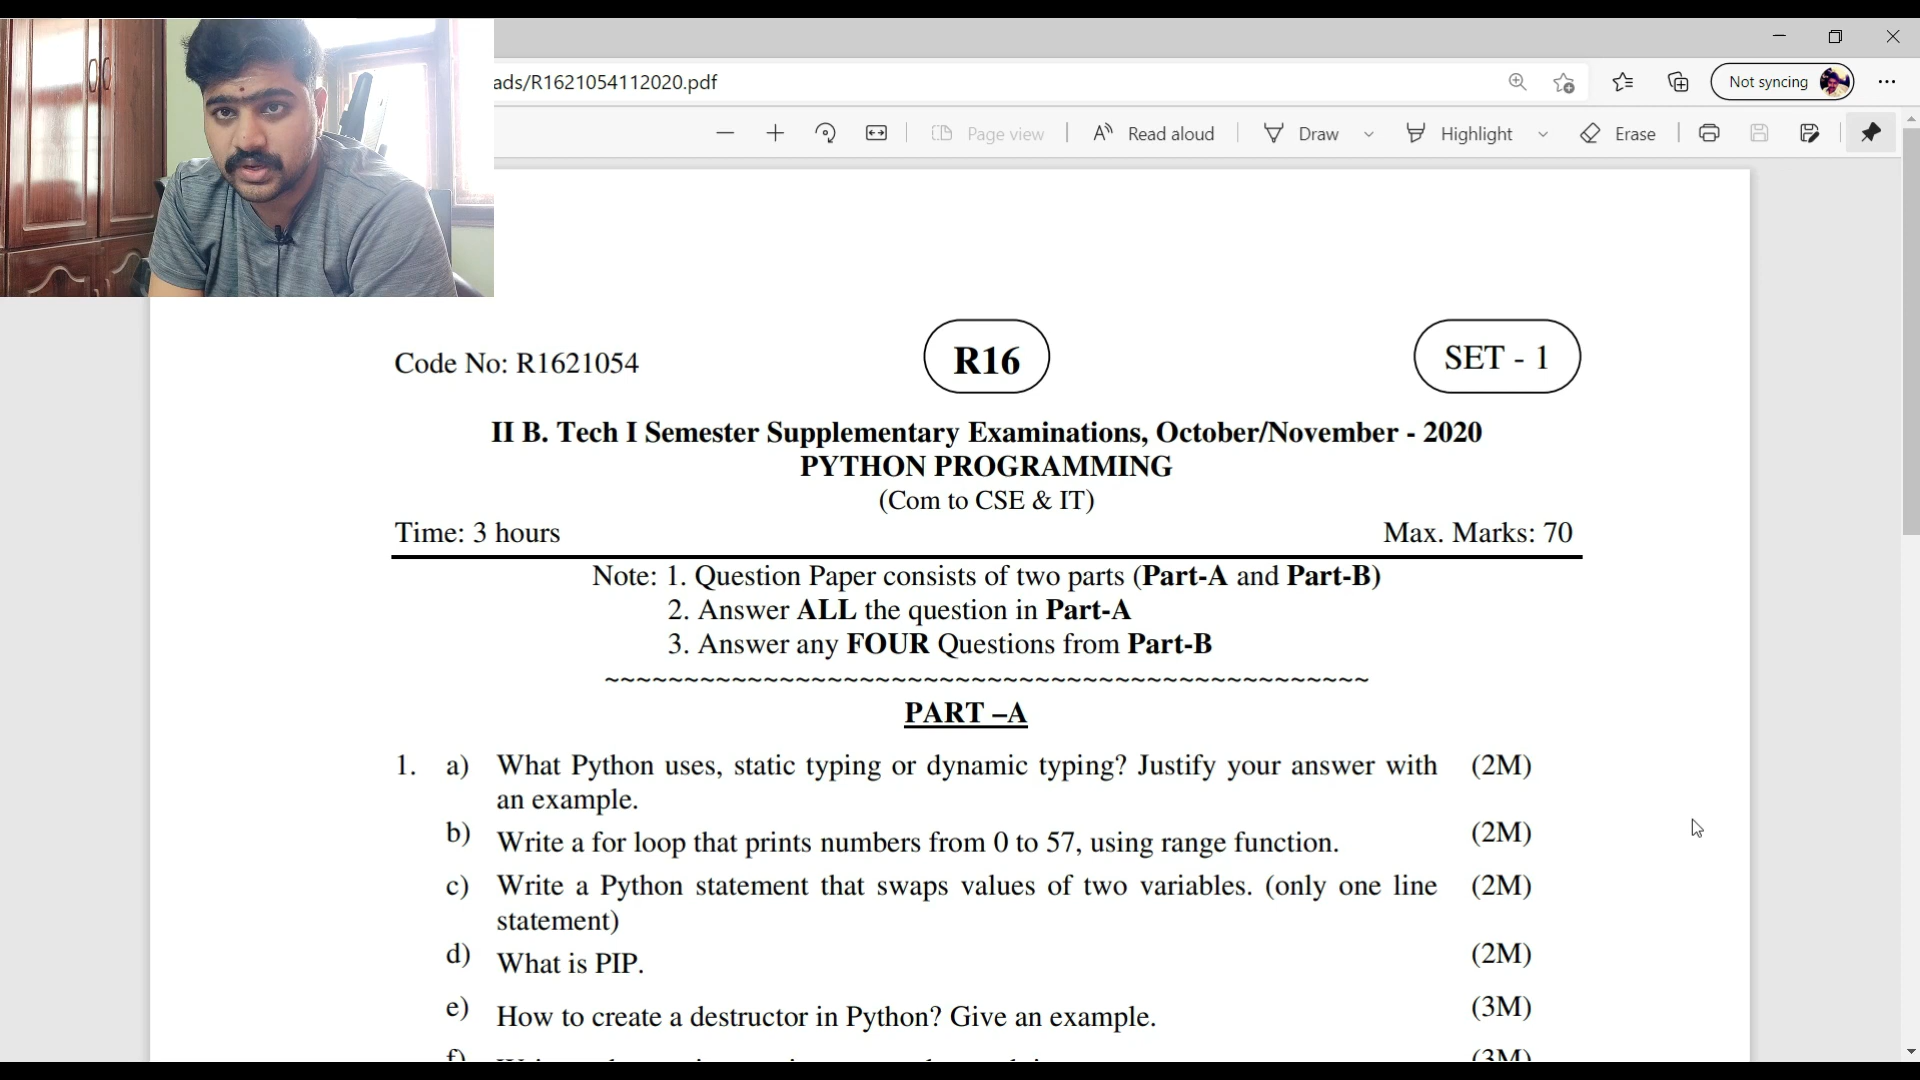 ads/R1621054112020.pdf
Not syncing
Page view
Read aloud
Draw
Highlight
Erase
Code No: R1621054
R16
SET - 1
II B. Tech I Semester Supplementary Examinations, October/November - 2020
PYTHON PROGRAMMING
(Com to CSE & IT)
Time: 3 hours
Max. Marks: 70
Note: 1. Question Paper consists of two parts (Part-A and Part-B)
2. Answer ALL the question in Part-A
3. Answer any FOUR Questions from Part-B
~~~~~~~~~~~~~~~~~~~~~~~~~~~~~~~~~~~~~~~~~~~~~~~~
PART –A
1. a) What Python uses, static typing or dynamic typing? Justify your answer with (2M)
an example.
b) Write a for loop that prints numbers from 0 to 57, using range function. (2M)
c) Write a Python statement that swaps values of two variables. (only one line (2M)
statement)
d) What is PIP. (2M)
e) How to create a destructor in Python? Give an example. (3M)
f) (3M)